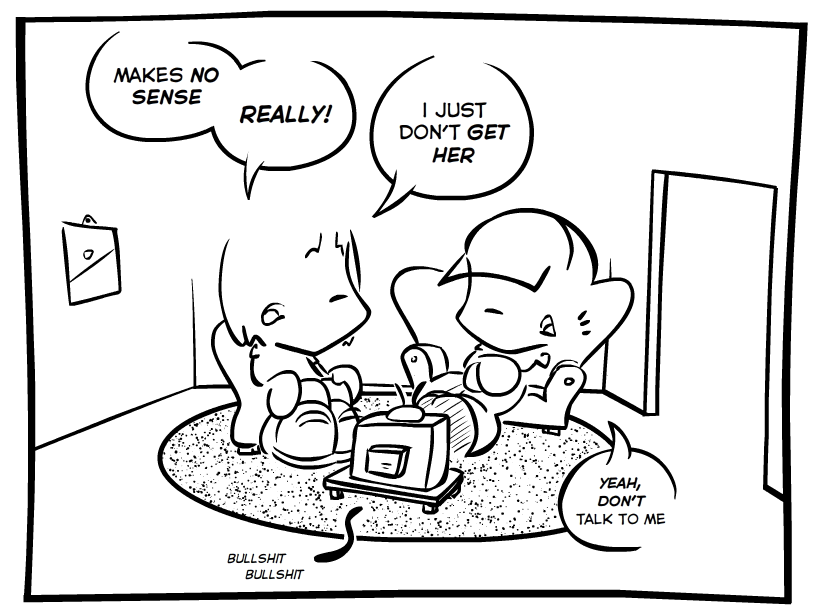 MAKES NO
SENSE
REALLY!
I JUST
DON'T GET
HER
YEAH,
DON'T
TALK TO ME
BULLSHIT
BULLSHIT